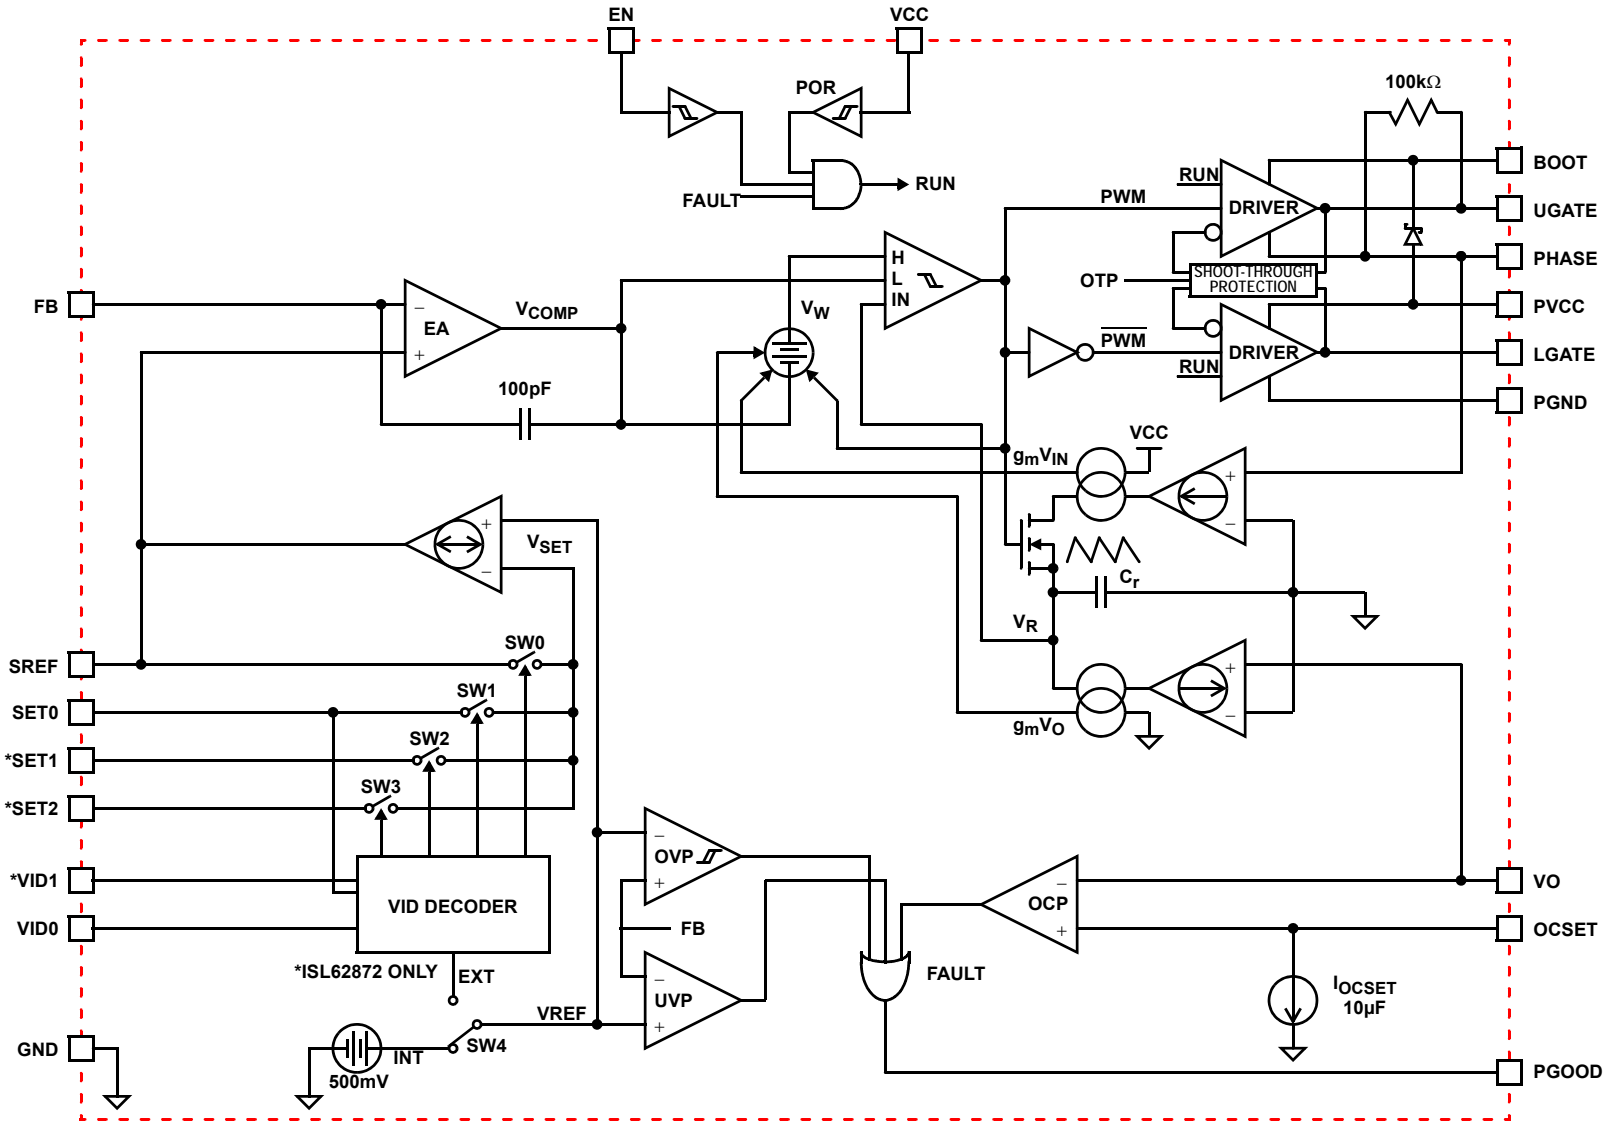 EN
VCC
POR
100kΩ
BOOT
RUN
RUN
FAULT
PWM
DRIVER
UGATE
H
L
IN
SHOOT-THROUGH
PROTECTION
OTP
PHASE
FB
−
EA
+
VCOMP
VW
PVCC
PWM
DRIVER
RUN
LGATE
100pF
PGND
VCC
gmVIN
+
−
+
−
VSET
Cr
VR
SREF
SW0
SET0
SW1
*SET1
SW2
*SET2
SW3
gmVO
+
−
−
OVP
+
*VID1
VID0
VID DECODER
FB
−
OCP
+
VO
OCSET
*ISL62872 ONLY
EXT
−
UVP
+
FAULT
IOCSET
10µF
VREF
SW4
INT
500mV
GND
PGOOD